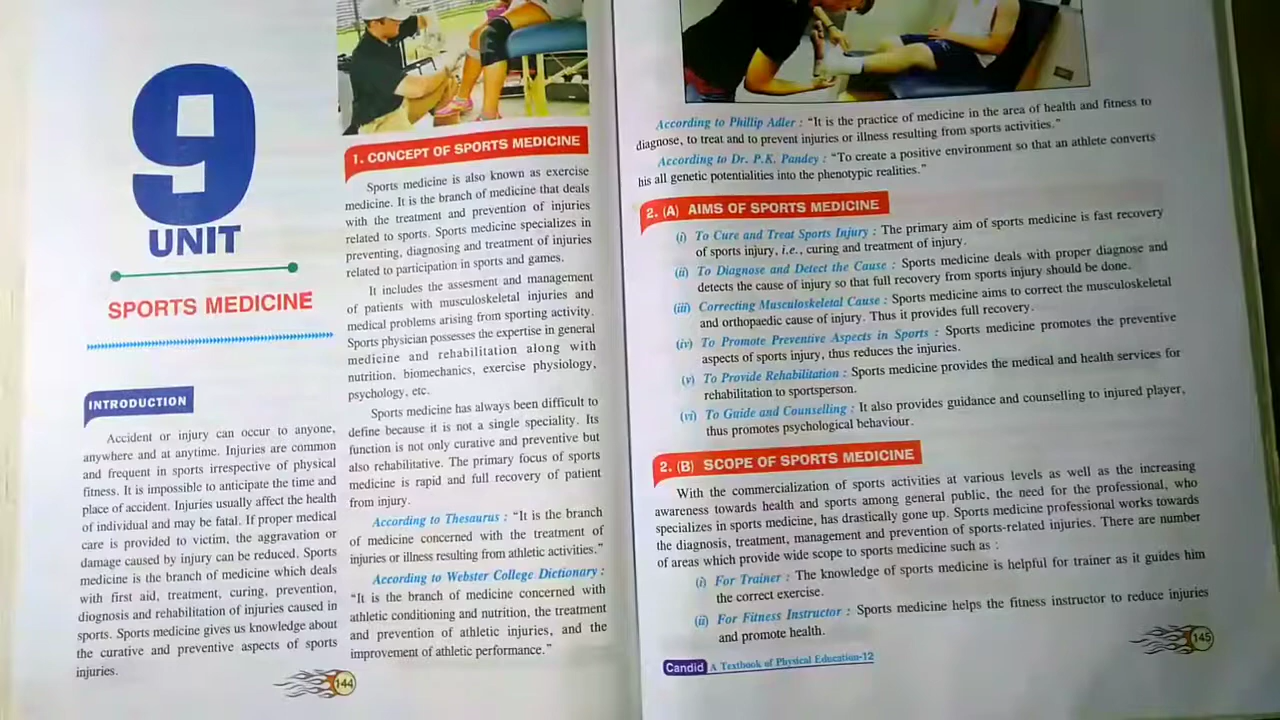 9
UNIT
SPORTS MEDICINE
INTRODUCTION
Accident or injury can occur to anyone,
anywhere and at anytime. Injuries are common
and frequent in sports irrespective of physical
fitness. It is impossible to anticipate the time and
place of accident. Injuries usually affect the health
of individual and may be fatal. If proper medical
care is provided to victim, the aggravation or
damage caused by injury can be reduced. Sports
medicine is the branch of medicine which deals
with first aid, treatment, curing, prevention,
diagnosis and rehabilitation of injuries caused in
sports. Sports medicine gives us knowledge about
the curative and preventive aspects of sports
injuries.
1. CONCEPT OF SPORTS MEDICINE
Sports medicine is also known as exercise
medicine. It is the branch of medicine that deals
with the treatment and prevention of injuries
related to sports. Sports medicine specializes in
preventing, diagnosing and treatment of injuries
related to participation in sports and games.
It includes the assesment and management
of patients with musculoskeletal injuries and
medical problems arising from sporting activity.
Sports physician possesses the expertise in general
medicine and rehabilitation along with
nutrition, biomechanics, exercise physiology,
psychology, etc.
Sports medicine has always been difficult to
define because it is not a single speciality. Its
function is not only curative and preventive but
also rehabilitative. The primary focus of sports
medicine is rapid and full recovery of patient
from injury.
According to Thesaurus : “It is the branch
of medicine concerned with the treatment of
injuries or illness resulting from athletic activities.”
According to Webster College Dictionary :
“It is the branch of medicine concerned with
athletic conditioning and nutrition, the treatment
and prevention of athletic injuries, and the
improvement of athletic performance.”
144
According to Phillip Adler : “It is the practice of medicine in the area of health and fitness to
diagnose, to treat and to prevent injuries or illness resulting from sports activities.”
According to Dr. P.K. Pandey : “To create a positive environment so that an athlete converts
his all genetic potentialities into the phenotypic realities.”
2. (A) AIMS OF SPORTS MEDICINE
(i) To Cure and Treat Sports Injury : The primary aim of sports medicine is fast recovery
of sports injury, i.e., curing and treatment of injury.
(ii) To Diagnose and Detect the Cause : Sports medicine deals with proper diagnose and
detects the cause of injury so that full recovery from sports injury should be done.
(iii) Correcting Musculoskeletal Cause : Sports medicine aims to correct the musculoskeletal
and orthopaedic cause of injury. Thus it provides full recovery.
(iv) To Promote Preventive Aspects in Sports : Sports medicine promotes the preventive
aspects of sports injury, thus reduces the injuries.
(v) To Provide Rehabilitation : Sports medicine provides the medical and health services for
rehabilitation to sportsperson.
(vi) To Guide and Counselling : It also provides guidance and counselling to injured player,
thus promotes psychological behaviour.
2. (B) SCOPE OF SPORTS MEDICINE
With the commercialization of sports activities at various levels as well as the increasing
awareness towards health and sports among general public, the need for the professional, who
specializes in sports medicine, has drastically gone up. Sports medicine professional works towards
the diagnosis, treatment, management and prevention of sports-related injuries. There are number
of areas which provide wide scope to sports medicine such as :
(i) For Trainer : The knowledge of sports medicine is helpful for trainer as it guides him
the correct exercise.
(ii) For Fitness Instructor : Sports medicine helps the fitness instructor to reduce injuries
and promote health.
Candid A Textbook of Physical Education-12
145